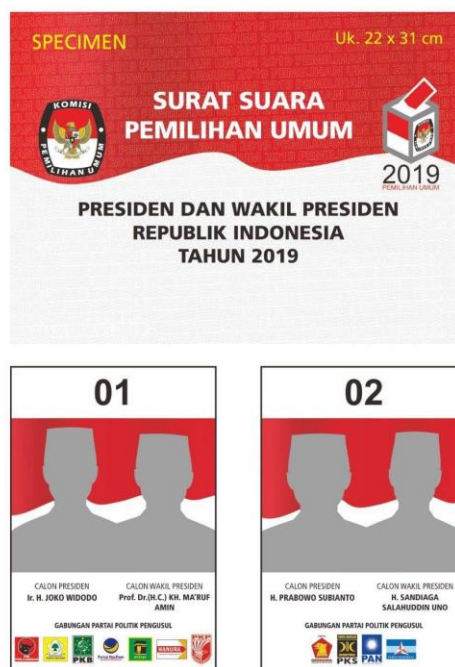 SPECIMEN
Uk. 22 x 31 cm
KOMISI
PEMILIHAN UMUM
SURAT SUARA
PEMILIHAN UMUM
2019
PEMILIHAN UMUM
PRESIDEN DAN WAKIL PRESIDEN
REPUBLIK INDONESIA
TAHUN 2019
01
CALON PRESIDEN
Ir. H. JOKO WIDODO
CALON WAKIL PRESIDEN
Prof. Dr.(H.C.) KH. MA'RUF
AMIN
GABUNGAN PARTAI POLITIK PENGUSUL
PKB
HANURA
PKP
02
CALON PRESIDEN
H. PRABOWO SUBIANTO
CALON WAKIL PRESIDEN
H. SANDIAGA
SALAHUDDIN UNO
GABUNGAN PARTAI POLITIK PENGUSUL
PKS
PAN